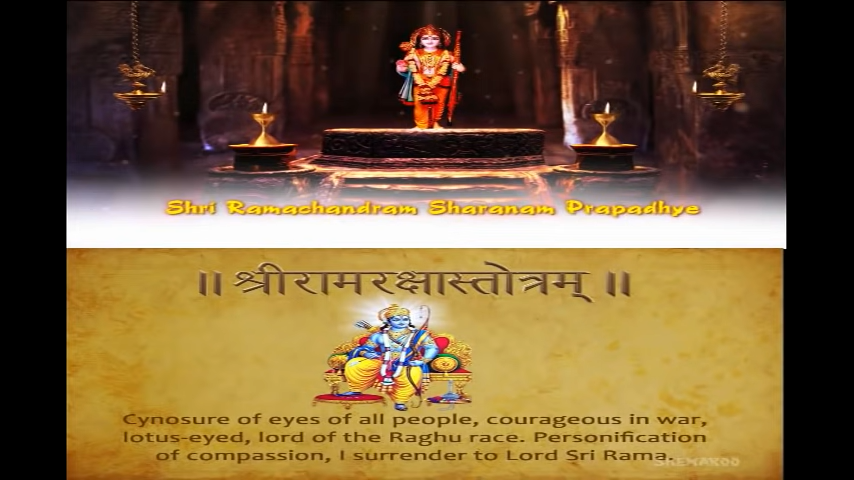 Shri Ramachandram Sharanam Prapadhye
॥ श्रीरामरक्षास्तोत्रम् ॥
Cynosure of eyes of all people, courageous in war,
lotus-eyed, lord of the Raghu race. Personification
of compassion, I surrender to Lord Sri Rama.
SHEMAROO